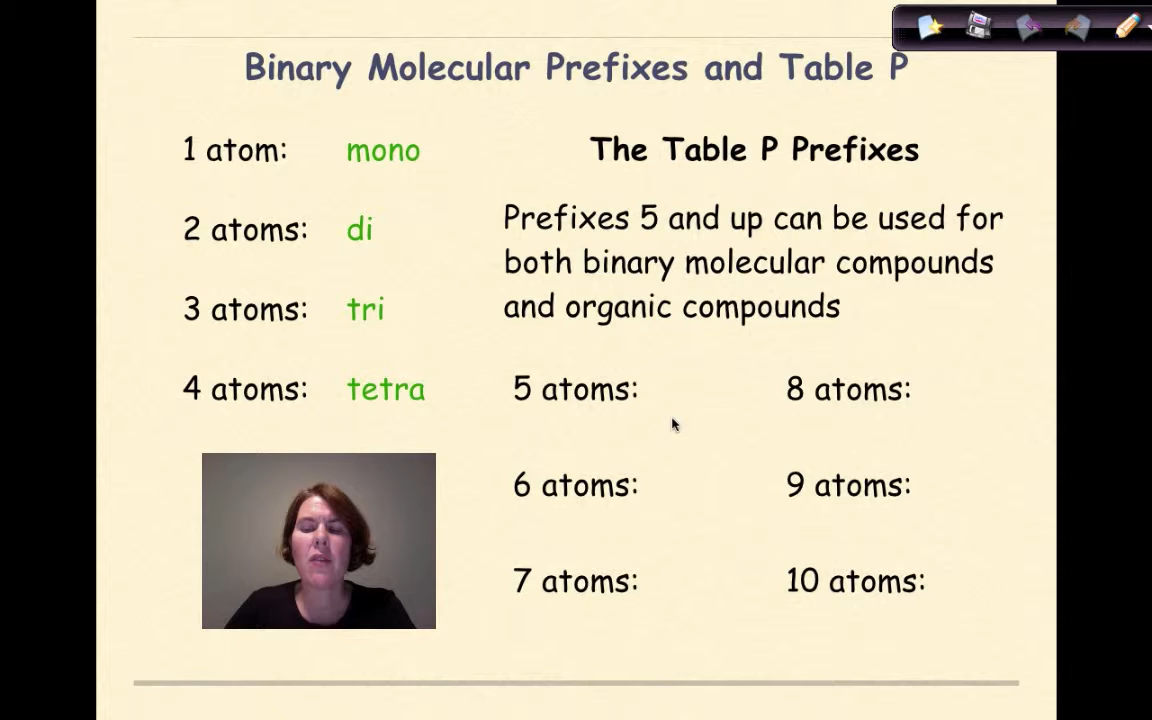 Binary Molecular Prefixes and Table P
1 atom: mono
2 atoms: di
3 atoms: tri
4 atoms: tetra
The Table P Prefixes
Prefixes 5 and up can be used for
both binary molecular compounds
and organic compounds
5 atoms:
8 atoms:
6 atoms:
9 atoms:
7 atoms:
10 atoms: